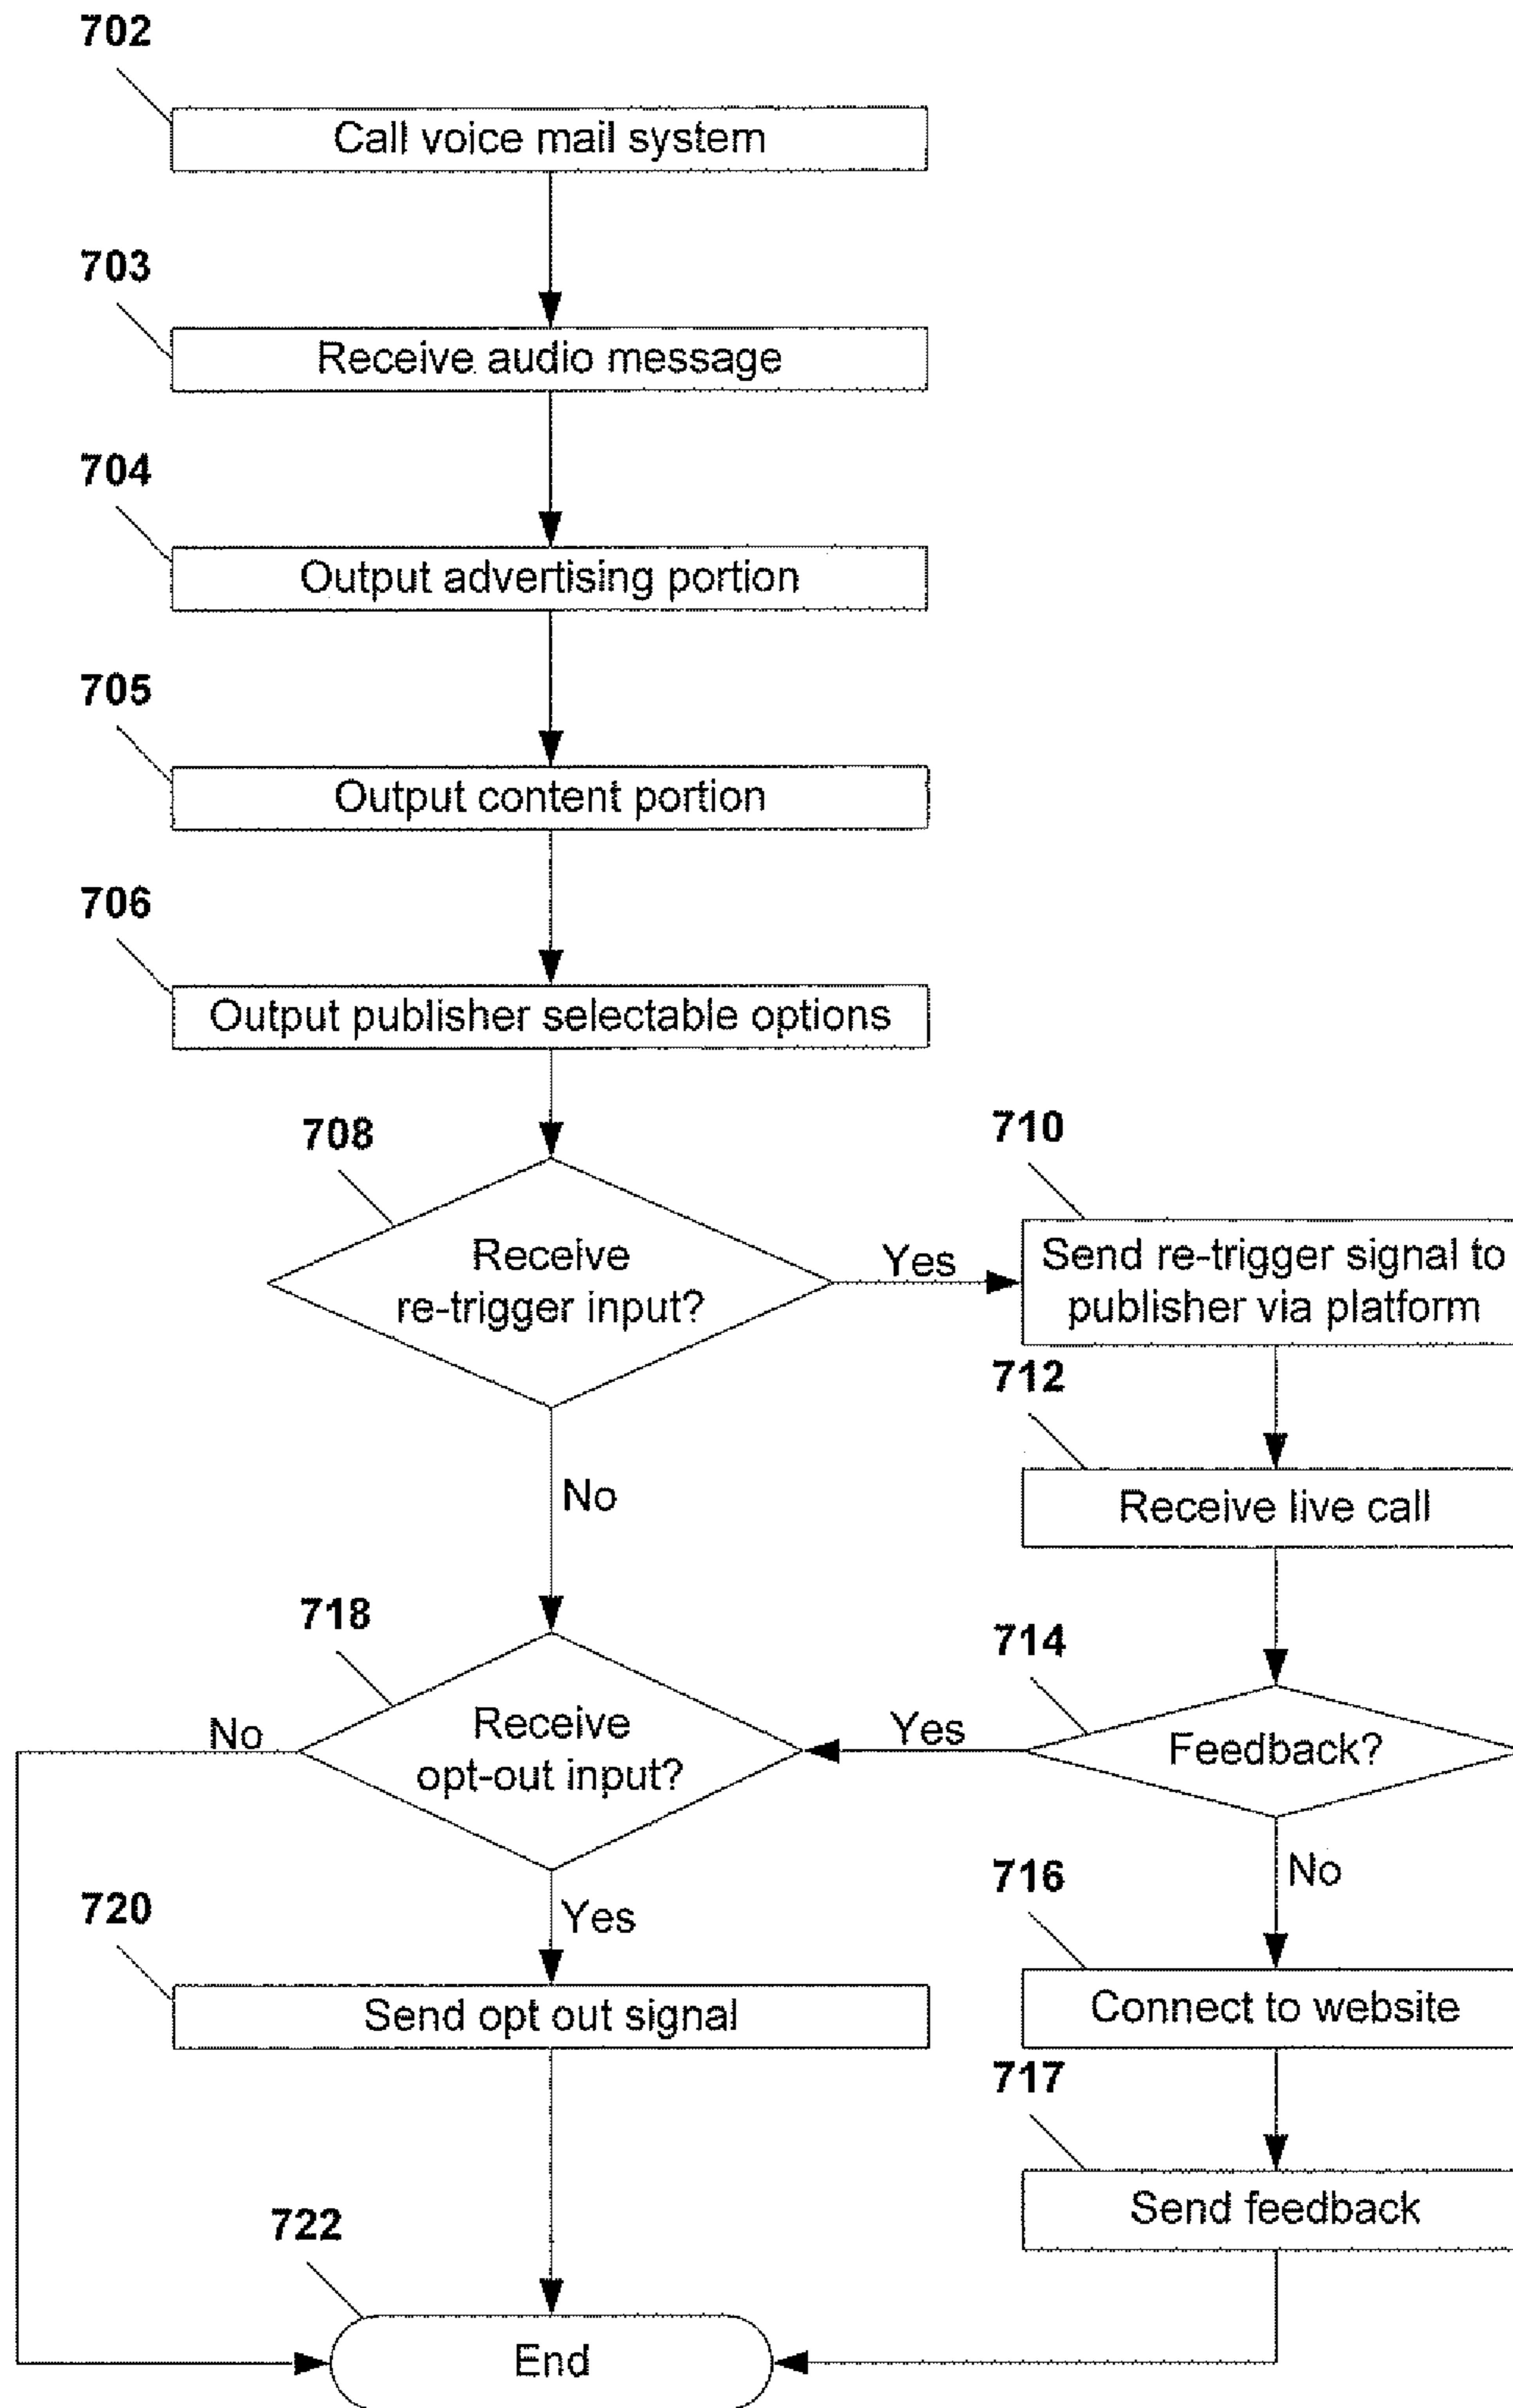 702
Call voice mail system
703
Receive audio message
704
Output advertising portion
705
Output content portion
706
Output publisher selectable options
708
Receive
re-trigger input?
Yes
710
Send re-trigger signal to
publisher via platform
712
Receive live call
No
718
Receive
opt-out input?
No
Yes
714
Feedback?
Yes
No
716
Connect to website
720
Send opt out signal
717
Send feedback
722
End